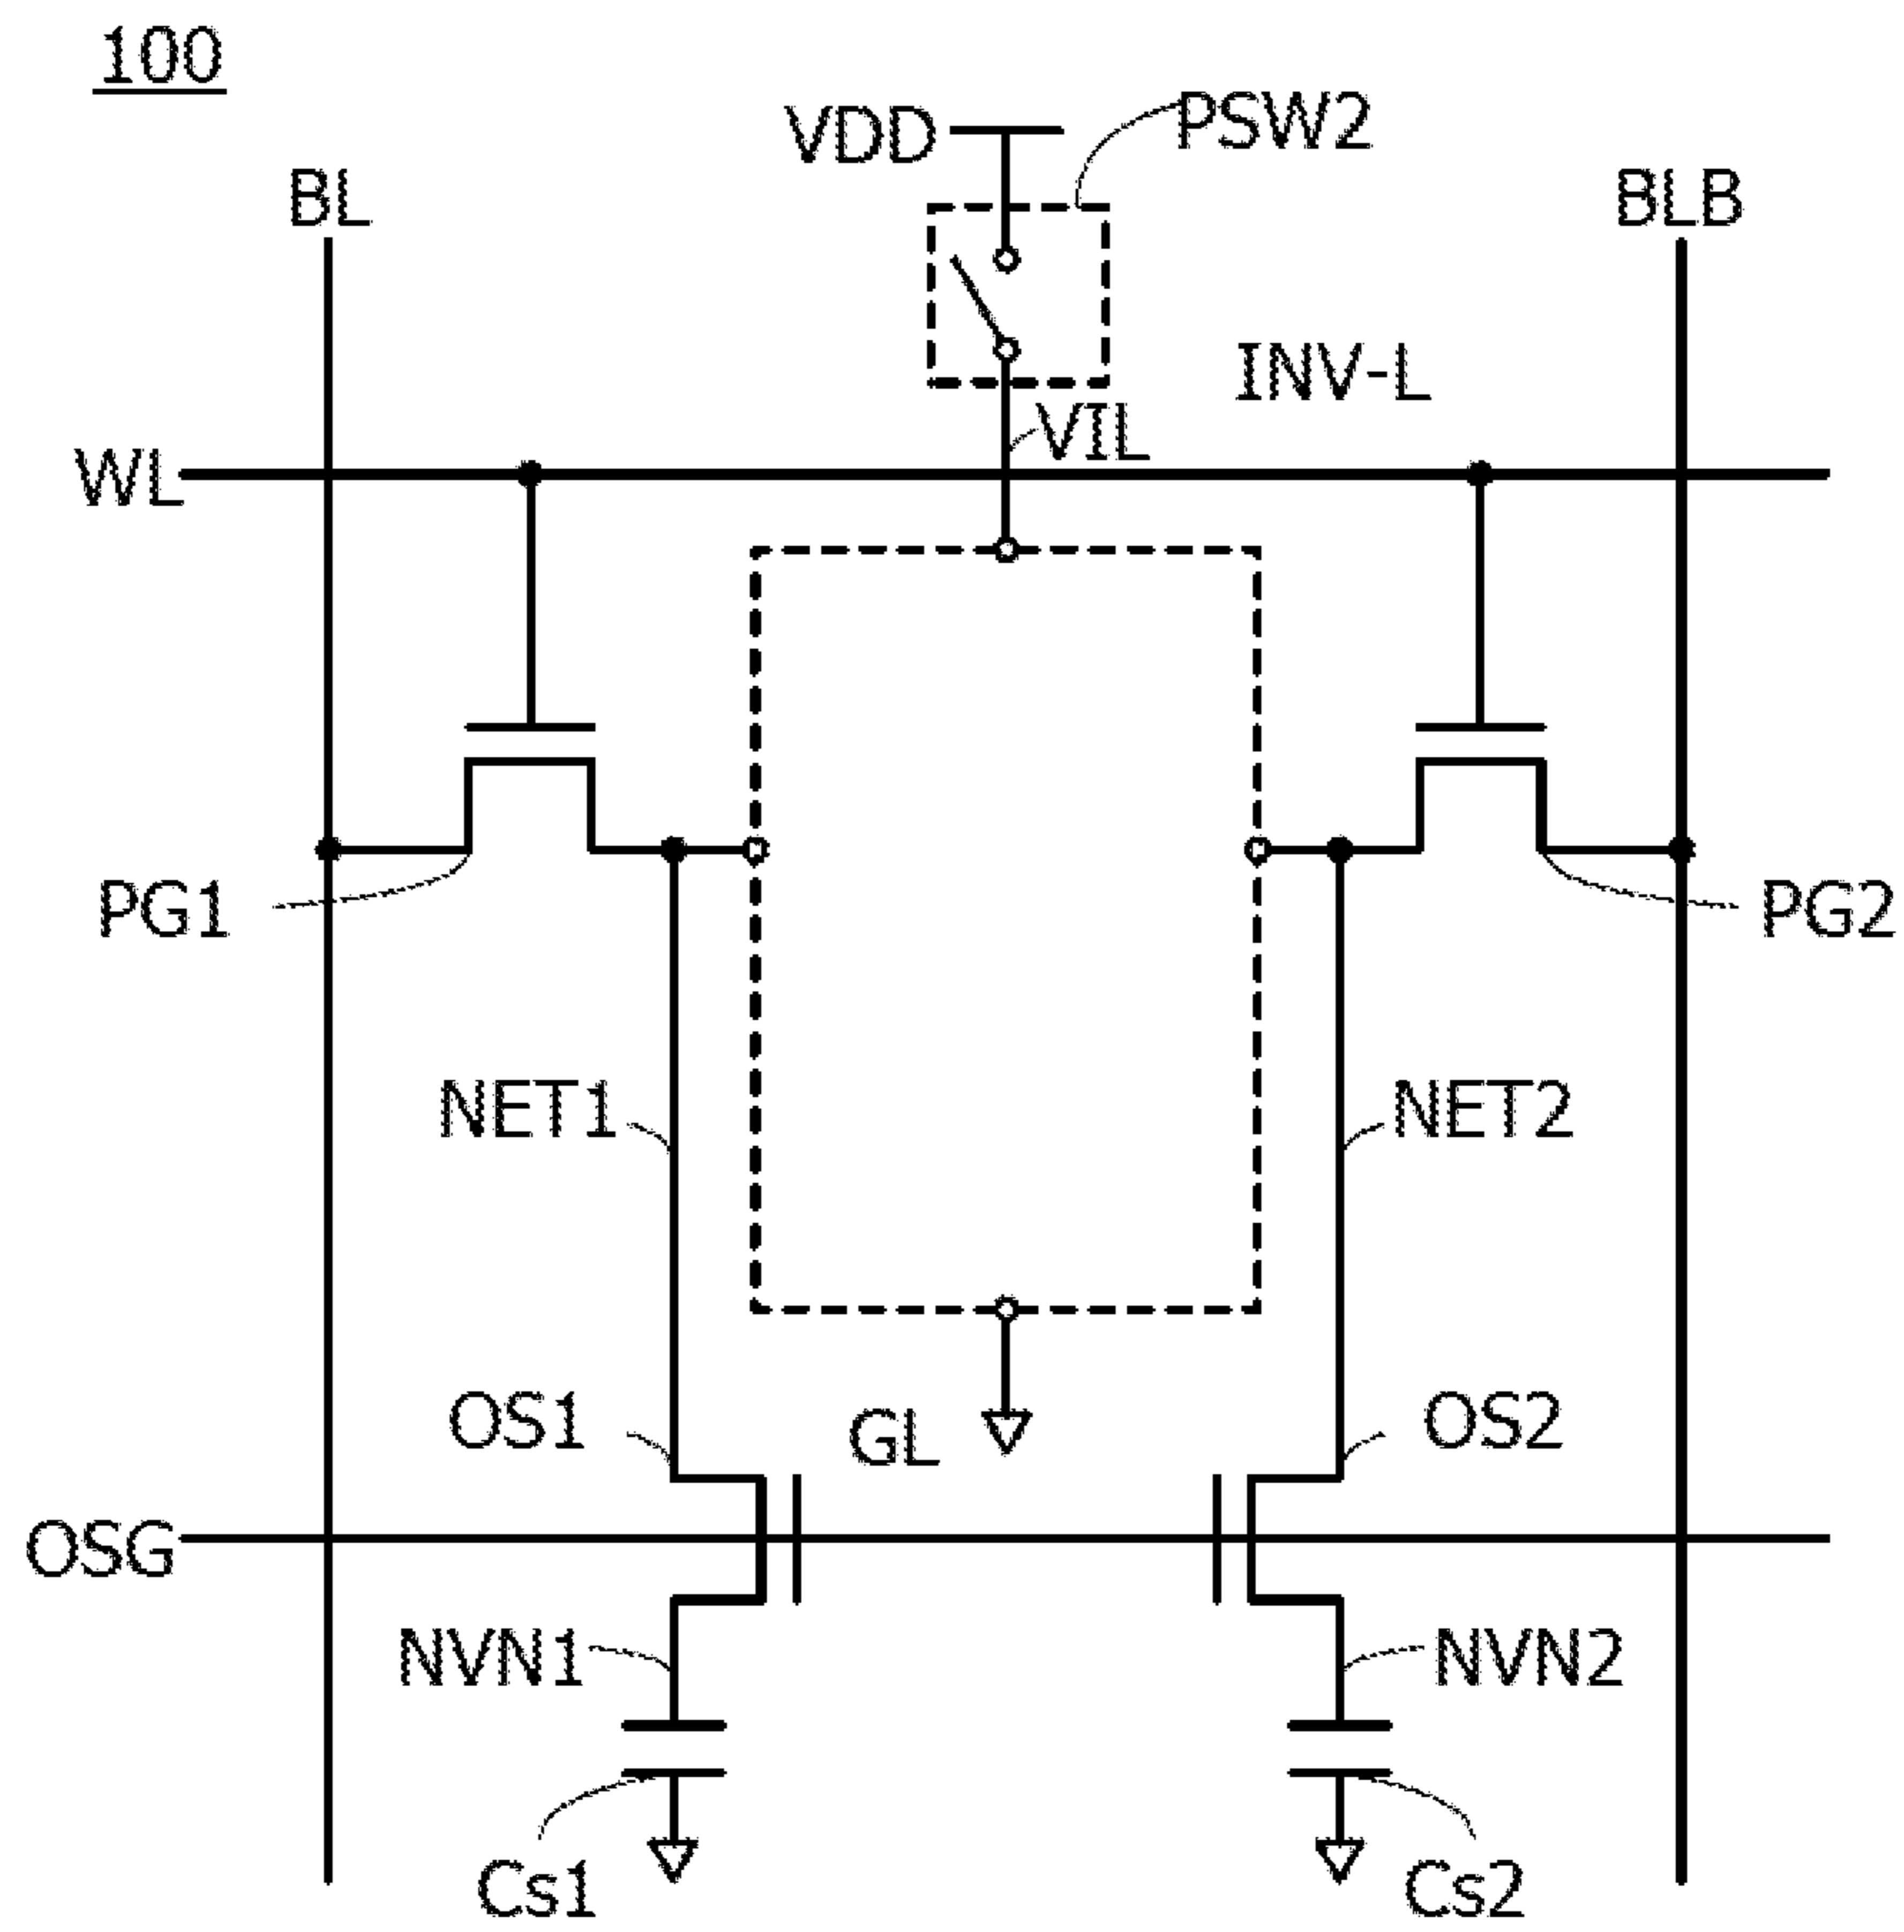 100
VDD
PSW2
BL
BLB
INV-L
VIL
WL
PG1
PG2
NET1
NET2
OS1
OS2
GL
OSG
NVN1
NVN2
Cs1
Cs2